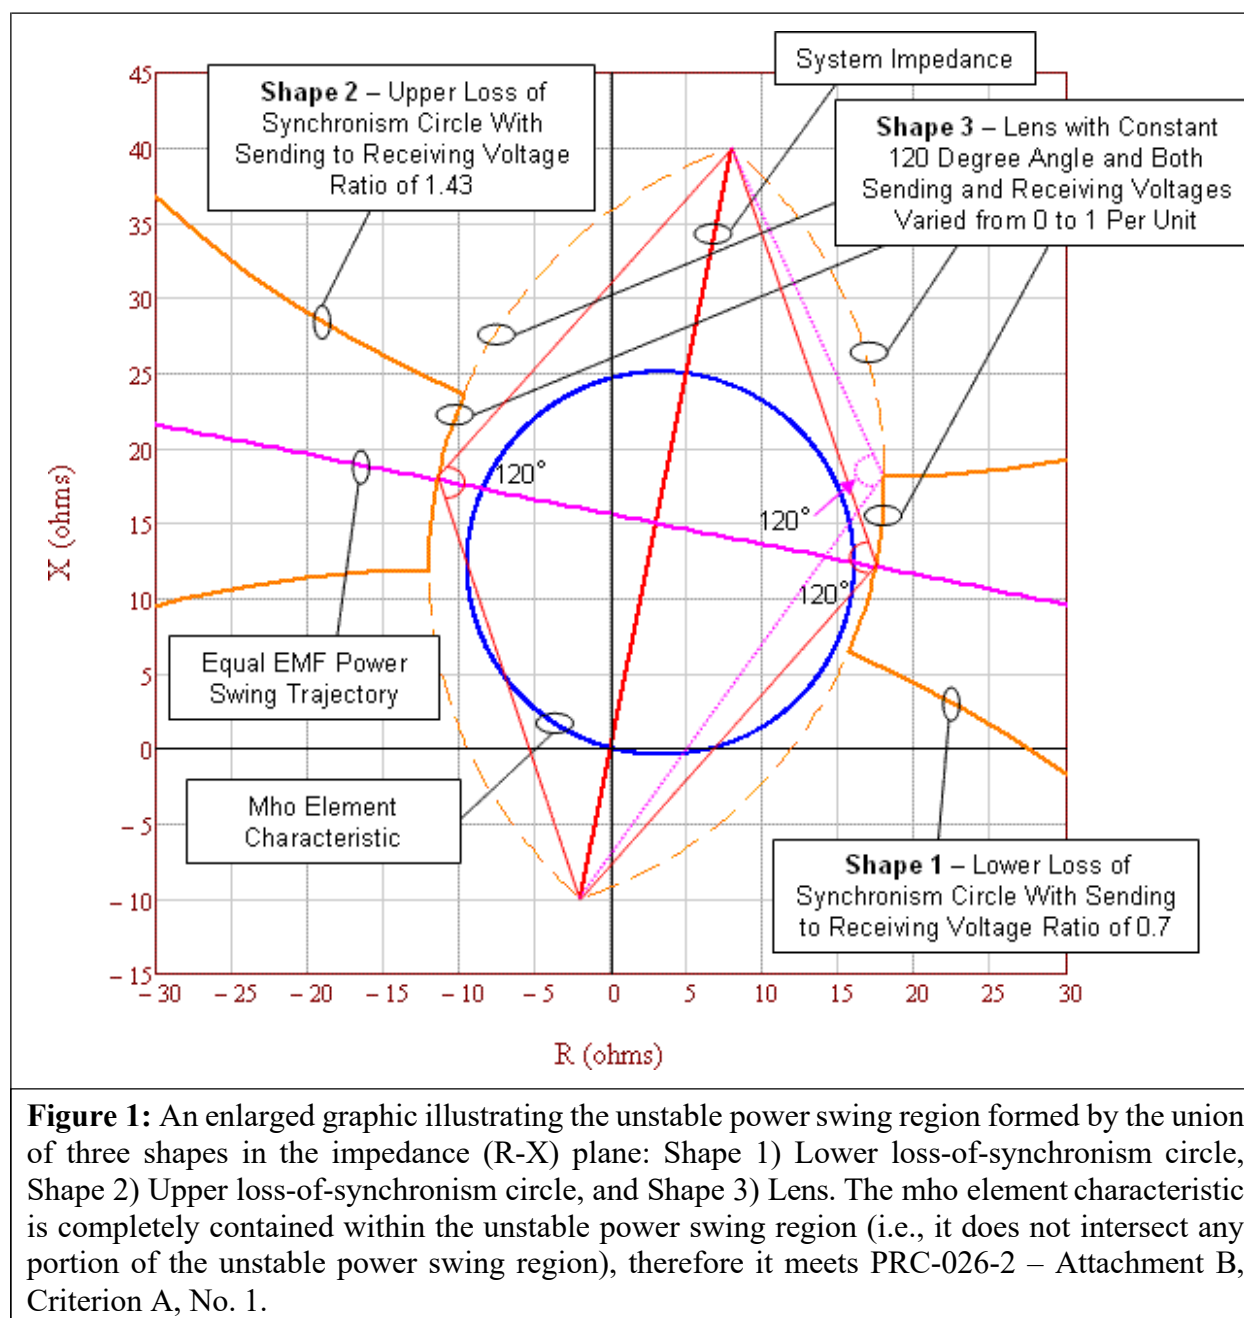 System Impedance
Shape 2 – Upper Loss of
Synchronism Circle With
Sending to Receiving Voltage
Ratio of 1.43
Shape 3 – Lens with Constant
120 Degree Angle and Both
Sending and Receiving Voltages
Varied from 0 to 1 Per Unit
45
40
35
30
25
20
15
10
5
0
– 5
– 10
– 15
X (ohms)
120°
120°
120°
Equal EMF Power
Swing Trajectory
Mho Element
Characteristic
Shape 1 – Lower Loss of
Synchronism Circle With Sending
to Receiving Voltage Ratio of 0.7
– 30 – 25 – 20 – 15 – 10 – 5 0 5 10 15 20 25 30
R (ohms)
Figure 1: An enlarged graphic illustrating the unstable power swing region formed by the union
of three shapes in the impedance (R-X) plane: Shape 1) Lower loss-of-synchronism circle,
Shape 2) Upper loss-of-synchronism circle, and Shape 3) Lens. The mho element characteristic
is completely contained within the unstable power swing region (i.e., it does not intersect any
portion of the unstable power swing region), therefore it meets PRC-026-2 – Attachment B,
Criterion A, No. 1.